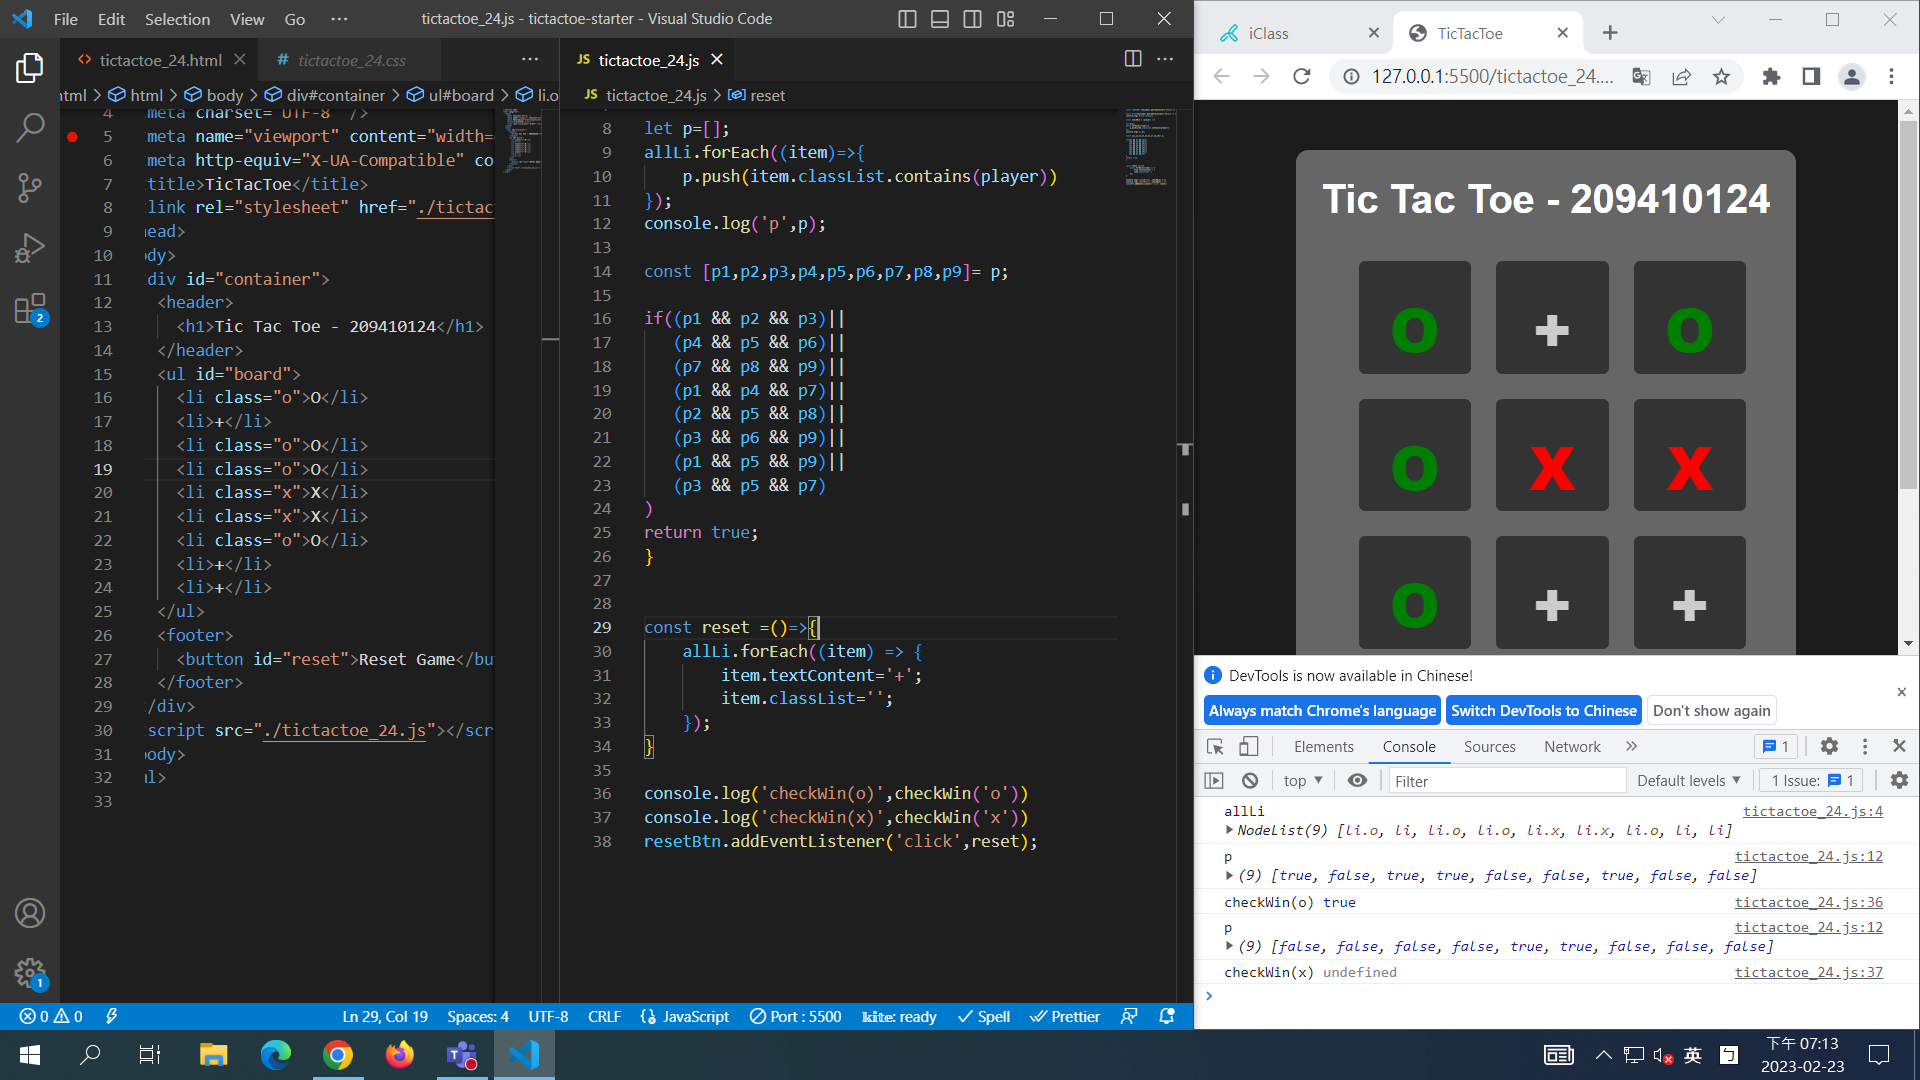 File Edit Selection View Go ··· tictactoe_24.js - tictactoe-starter - Visual Studio Code
tictactoe_24.html
# tictactoe_24.css
···
html > body > div#container > ul#board > li.o
4 meta charset="UTF-8" />
5 meta name="viewport" content="width=
6 meta http-equiv="X-UA-Compatible" co
7 title>TicTacToe</title>
8 link rel="stylesheet" href="./tictac
9 ead>
10 ody>
11 div id="container">
12 <header>
13 <h1>Tic Tac Toe - 209410124</h1>
14 </header>
15 <ul id="board">
16 <li class="o">O</li>
17 <li>+</li>
18 <li class="o">O</li>
19 <li class="o">O</li>
20 <li class="x">X</li>
21 <li class="x">X</li>
22 <li class="o">O</li>
23 <li>+</li>
24 <li>+</li>
25 </ul>
26 <footer>
27 <button id="reset">Reset Game</bu
28 </footer>
29 /div>
30 script src="./tictactoe_24.js"></scr
31 body>
32 l>
33
JS tictactoe_24.js
···
JS tictactoe_24.js > reset
8 let p=[];
9 allLi.forEach((item)=>{
10 p.push(item.classList.contains(player))
11 });
12 console.log('p',p);
13
14 const [p1,p2,p3,p4,p5,p6,p7,p8,p9]= p;
15
16 if((p1 && p2 && p3)||
17 (p4 && p5 && p6)||
18 (p7 && p8 && p9)||
19 (p1 && p4 && p7)||
20 (p2 && p5 && p8)||
21 (p3 && p6 && p9)||
22 (p1 && p5 && p9)||
23 (p3 && p5 && p7)
24 )
25 return true;
26 }
27
28
29 const reset =()=>{
30 allLi.forEach((item) => {
31 item.textContent='+';
32 item.classList='';
33 });
34 }
35
36 console.log('checkWin(o)',checkWin('o'))
37 console.log('checkWin(x)',checkWin('x'))
38 resetBtn.addEventListener('click',reset);
2
1
0 0 Ln 29, Col 19 Spaces: 4 UTF-8 CRLF JavaScript Port : 5500 kite: ready Spell Prettier
iClass
TicTacToe
127.0.0.1:5500/tictactoe_24....
Tic Tac Toe - 209410124
o + o
o x x
o + +
DevTools is now available in Chinese!
Always match Chrome's language Switch DevTools to Chinese Don't show again
Elements Console Sources Network » 1
top Filter Default levels 1 Issue: 1
allLi tictactoe_24.js:4
NodeList(9) [li.o, li, li.o, li.o, li.x, li.x, li.o, li, li]
p tictactoe_24.js:12
(9) [true, false, true, true, false, false, true, false, false]
checkWin(o) true tictactoe_24.js:36
p tictactoe_24.js:12
(9) [false, false, false, false, true, true, false, false, false]
checkWin(x) undefined tictactoe_24.js:37
英 ㄅ
下午 07:13
2023-02-23